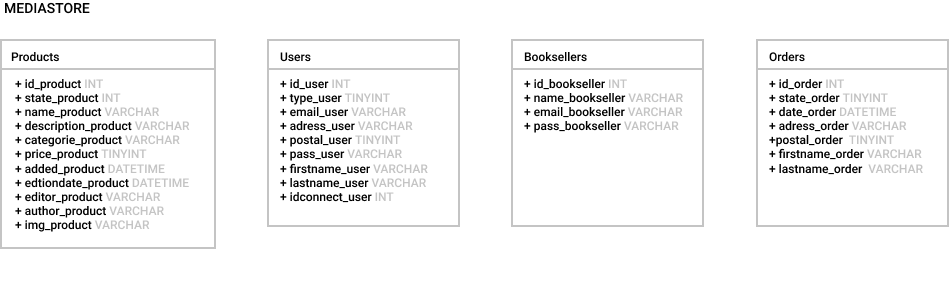 MEDIASTORE
Products
+ id_product INT
+ state_product INT
+ name_product VARCHAR
+ description_product VARCHAR
+ categorie_product VARCHAR
+ price_product TINYINT
+ added_product DATETIME
+ edtiondate_product DATETIME
+ editor_product VARCHAR
+ author_product VARCHAR
+ img_product VARCHAR
Users
+ id_user INT
+ type_user TINYINT
+ email_user VARCHAR
+ adress_user VARCHAR
+ postal_user TINYINT
+ pass_user VARCHAR
+ firstname_user VARCHAR
+ lastname_user VARCHAR
+ idconnect_user INT
Booksellers
+ id_bookseller INT
+ name_bookseller VARCHAR
+ email_bookseller VARCHAR
+ pass_bookseller VARCHAR
Orders
+ id_order INT
+ state_order TINYINT
+ date_order DATETIME
+ adress_order VARCHAR
+postal_order TINYINT
+ firstname_order VARCHAR
+ lastname_order VARCHAR